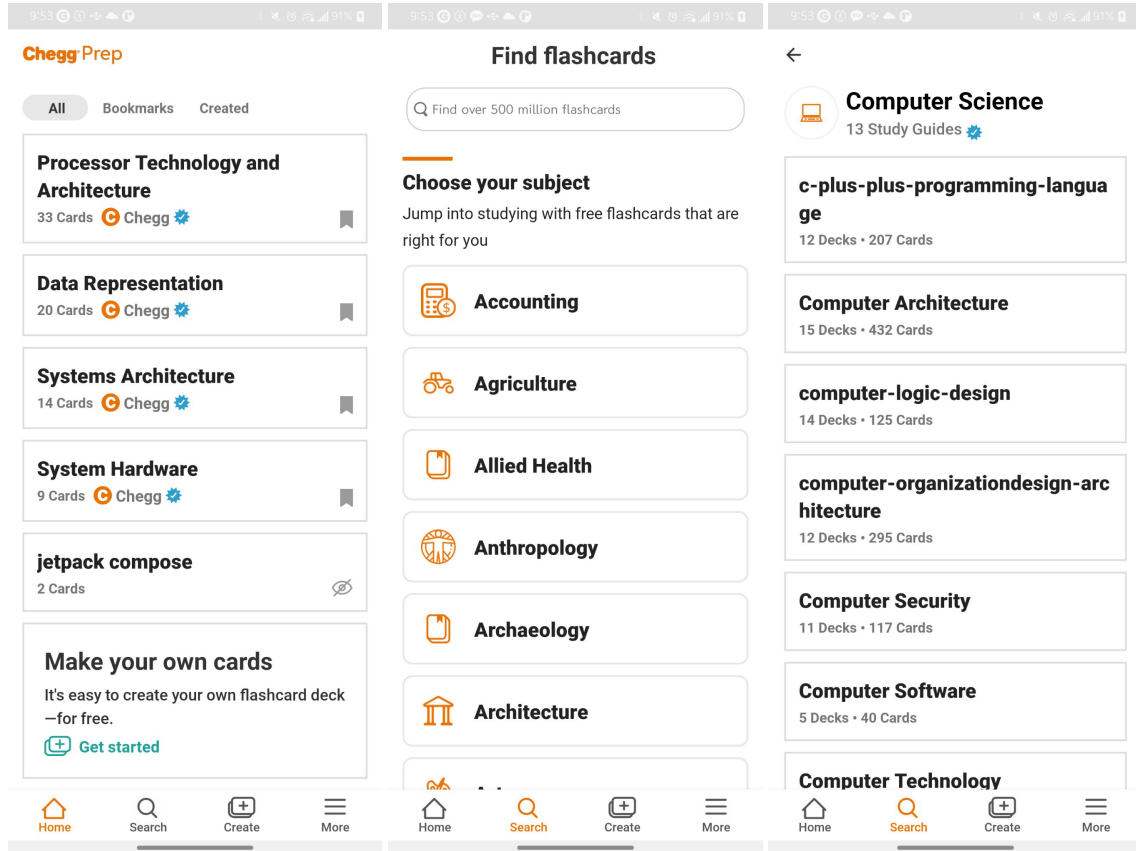 9:53
91%
Chegg Prep
All Bookmarks Created
Processor Technology and
Architecture
33 Cards Chegg
Data Representation
20 Cards Chegg
Systems Architecture
14 Cards Chegg
System Hardware
9 Cards Chegg
jetpack compose
2 Cards
Make your own cards
It's easy to create your own flashcard deck
—for free.
Get started
Home Search Create More
9:53
91%
Find flashcards
Find over 500 million flashcards
Choose your subject
Jump into studying with free flashcards that are
right for you
Accounting
Agriculture
Allied Health
Anthropology
Archaeology
Architecture
Home Search Create More
9:53
91%
Computer Science
13 Study Guides
c-plus-plus-programming-langua
ge
12 Decks • 207 Cards
Computer Architecture
15 Decks • 432 Cards
computer-logic-design
14 Decks • 125 Cards
computer-organizationdesign-arc
hitecture
12 Decks • 295 Cards
Computer Security
11 Decks • 117 Cards
Computer Software
5 Decks • 40 Cards
Computer Technology
Home Search Create More